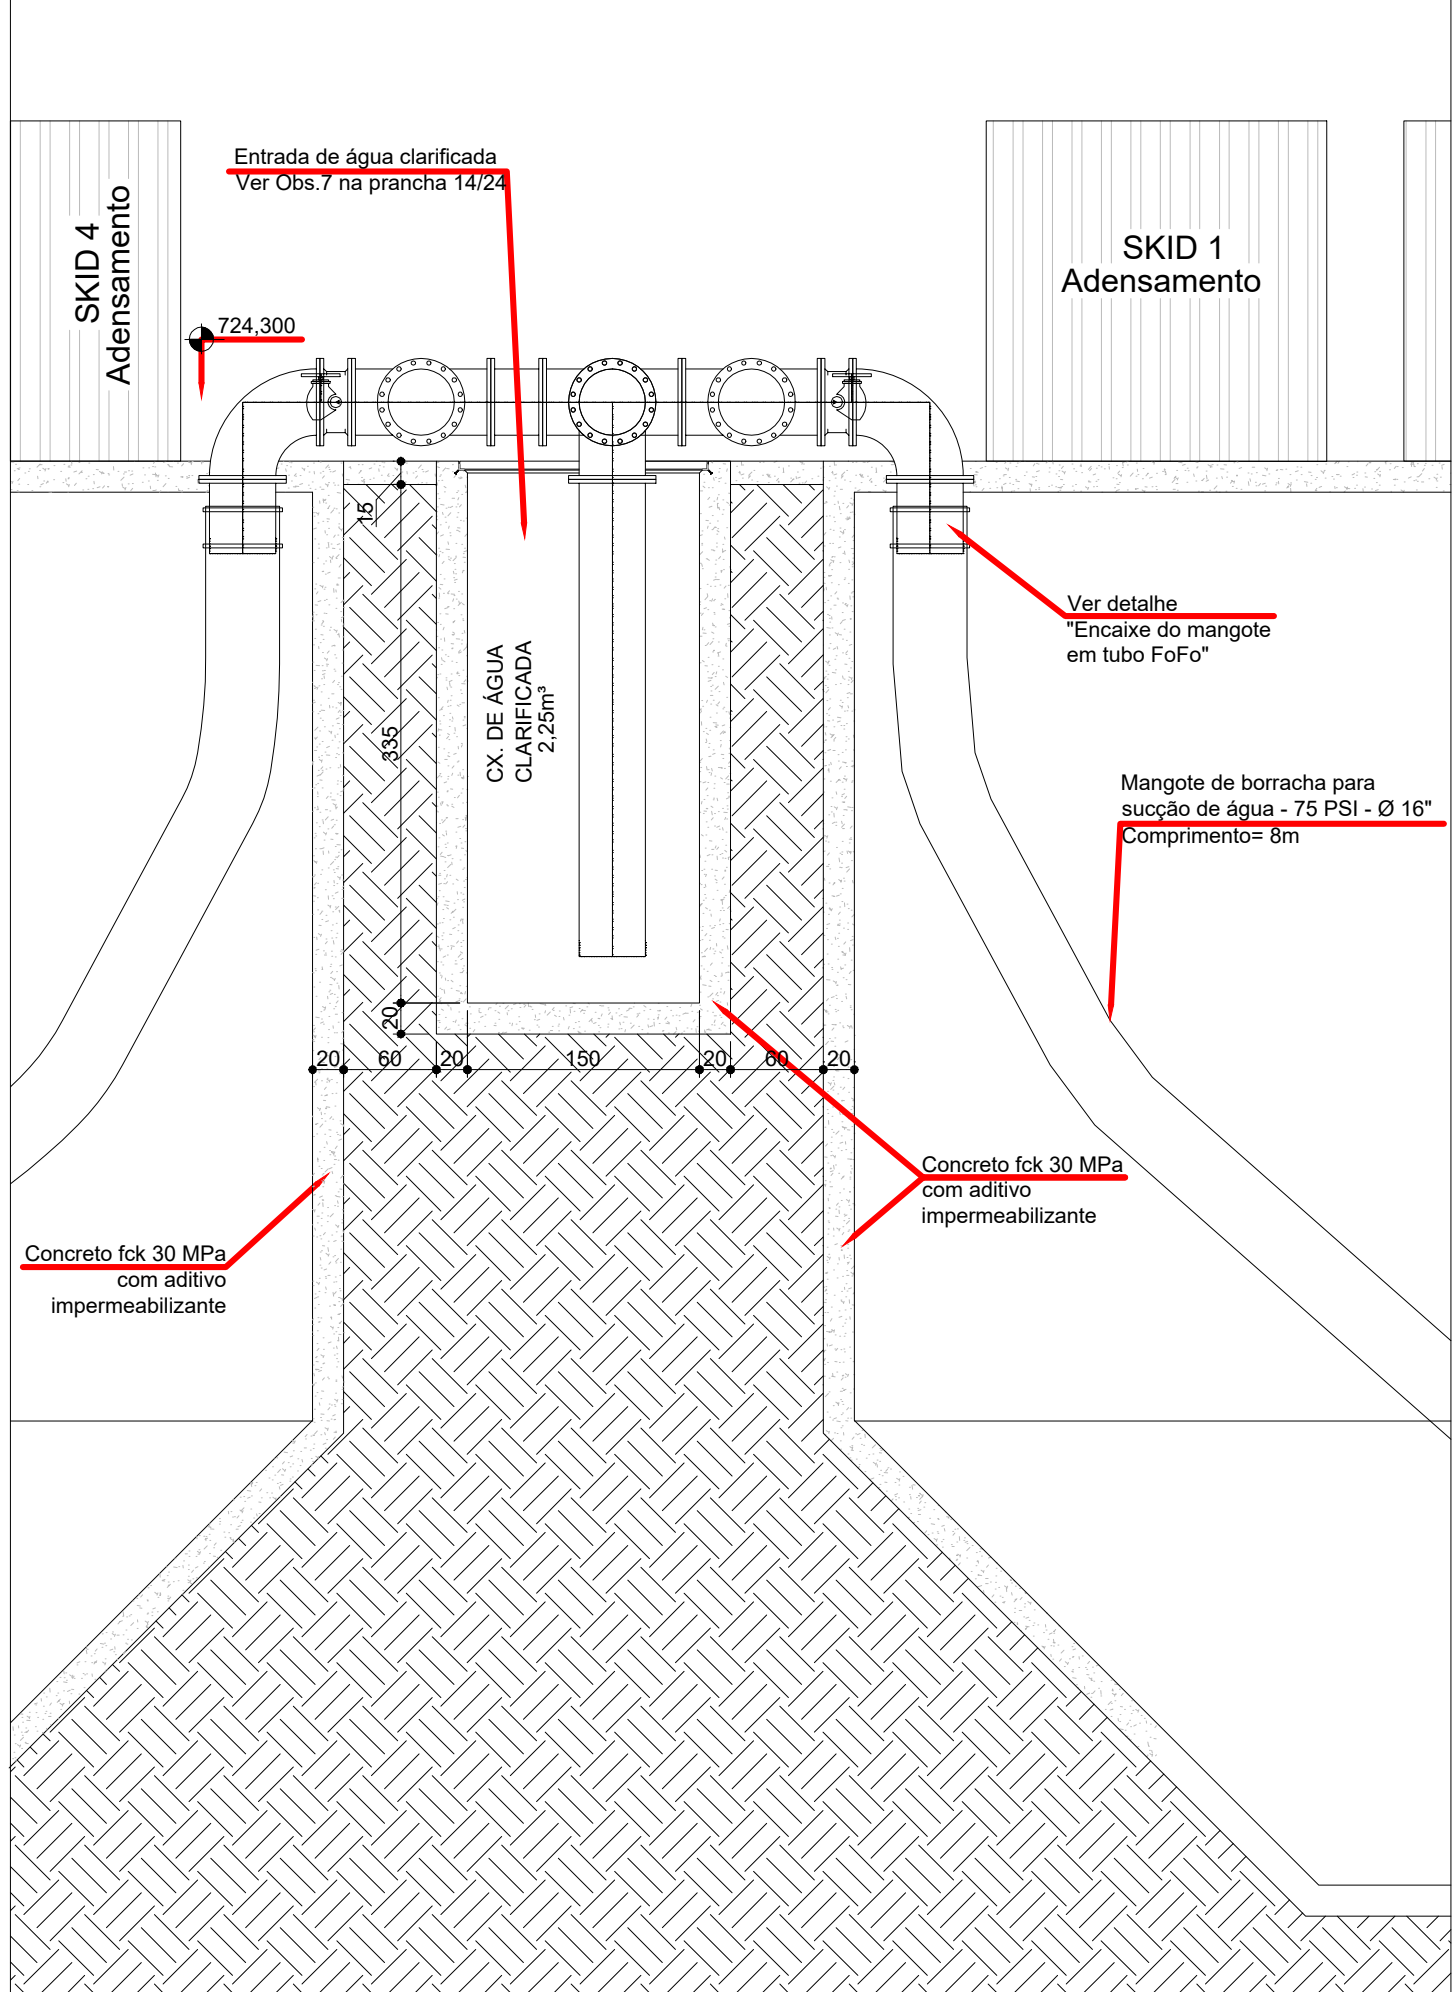 Entrada de água clarificada
Ver Obs.7 na prancha 14/24
SKID 4
Adensamento
SKID 1
Adensamento
724,300
15
335
20
CX. DE ÁGUA
CLARIFICADA
2,25m³
Ver detalhe
"Encaixe do mangote
em tubo FoFo"
Mangote de borracha para
sucção de água - 75 PSI - Ø 16"
Comprimento= 8m
20 60 20 150 20 60 20
Concreto fck 30 MPa
com aditivo
impermeabilizante
Concreto fck 30 MPa
com aditivo
impermeabilizante